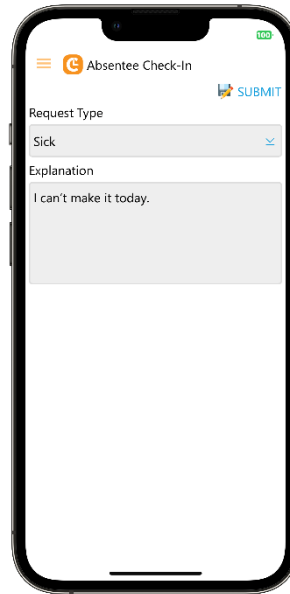 100
Absentee Check-In
SUBMIT
Request Type
Sick
Explanation
I can't make it today.